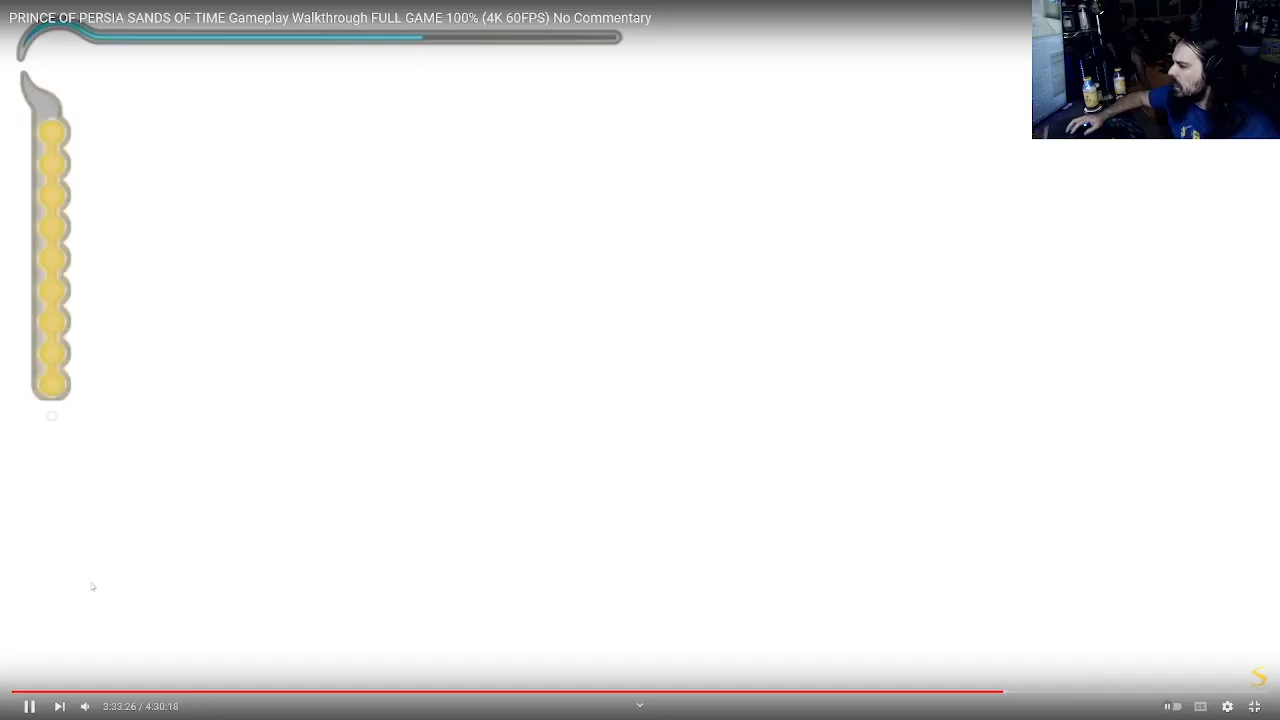 PRINCE OF PERSIA SANDS OF TIME Gameplay Walkthrough FULL GAME 100% (4K 60FPS) No Commentary
3:33:26 / 4:30:18